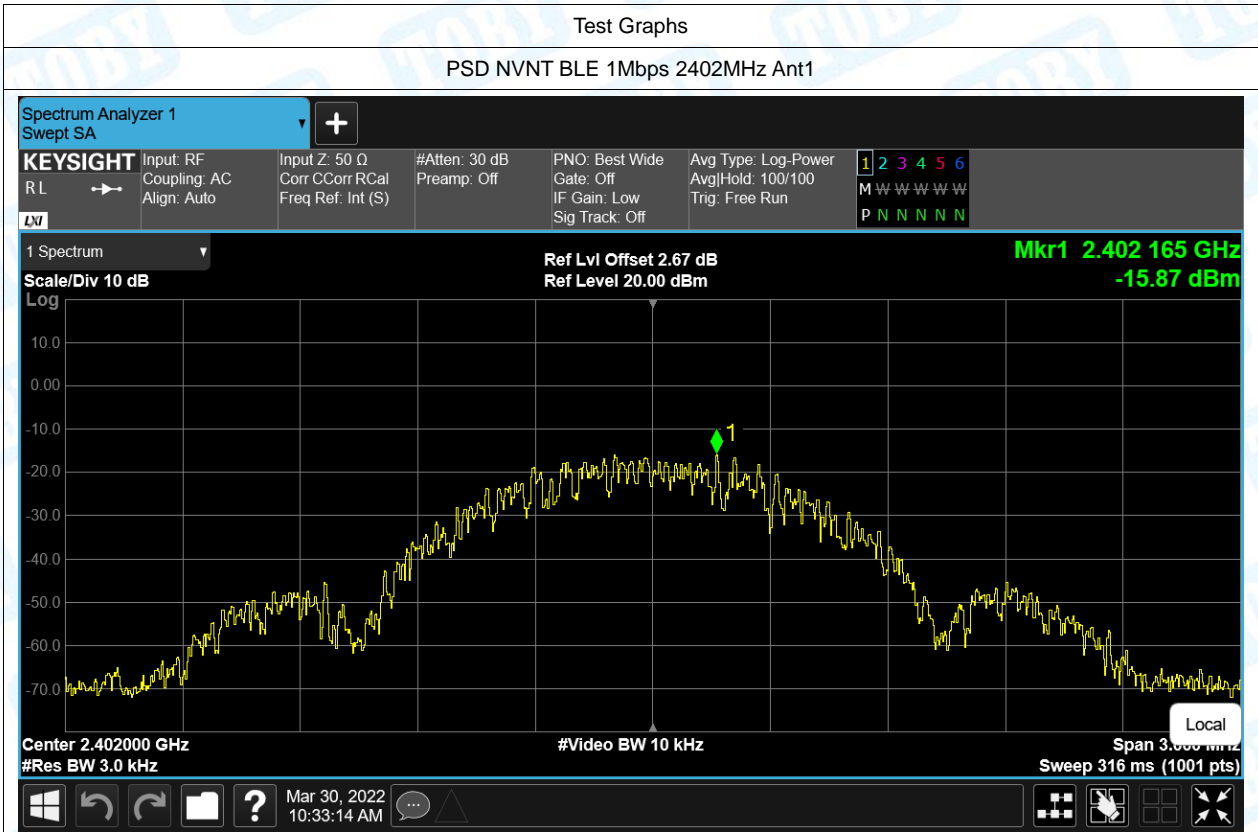 Test Graphs
PSD NVNT BLE 1Mbps 2402MHz Ant1
Spectrum Analyzer 1
Swept SA
KEYSIGHT
R L
LXI
Input: RF
Coupling: AC
Align: Auto
Input Z: 50 Ω
Corr CCorr RCal
Freq Ref: Int (S)
#Atten: 30 dB
Preamp: Off
PNO: Best Wide
Gate: Off
IF Gain: Low
Sig Track: Off
Avg Type: Log-Power
Avg|Hold: 100/100
Trig: Free Run
1 2 3 4 5 6
M W W W W W
P N N N N N
1 Spectrum
Scale/Div 10 dB
Ref Lvl Offset 2.67 dB
Ref Level 20.00 dBm
Mkr1 2.402 165 GHz
-15.87 dBm
Log
10.0
0.00
-10.0
1
-20.0
-30.0
-40.0
-50.0
-60.0
-70.0
Local
Center 2.402000 GHz
#Video BW 10 kHz
Span
#Res BW 3.0 kHz
Sweep 316 ms (1001 pts)
?
Mar 30, 2022
10:33:14 AM
TOBY